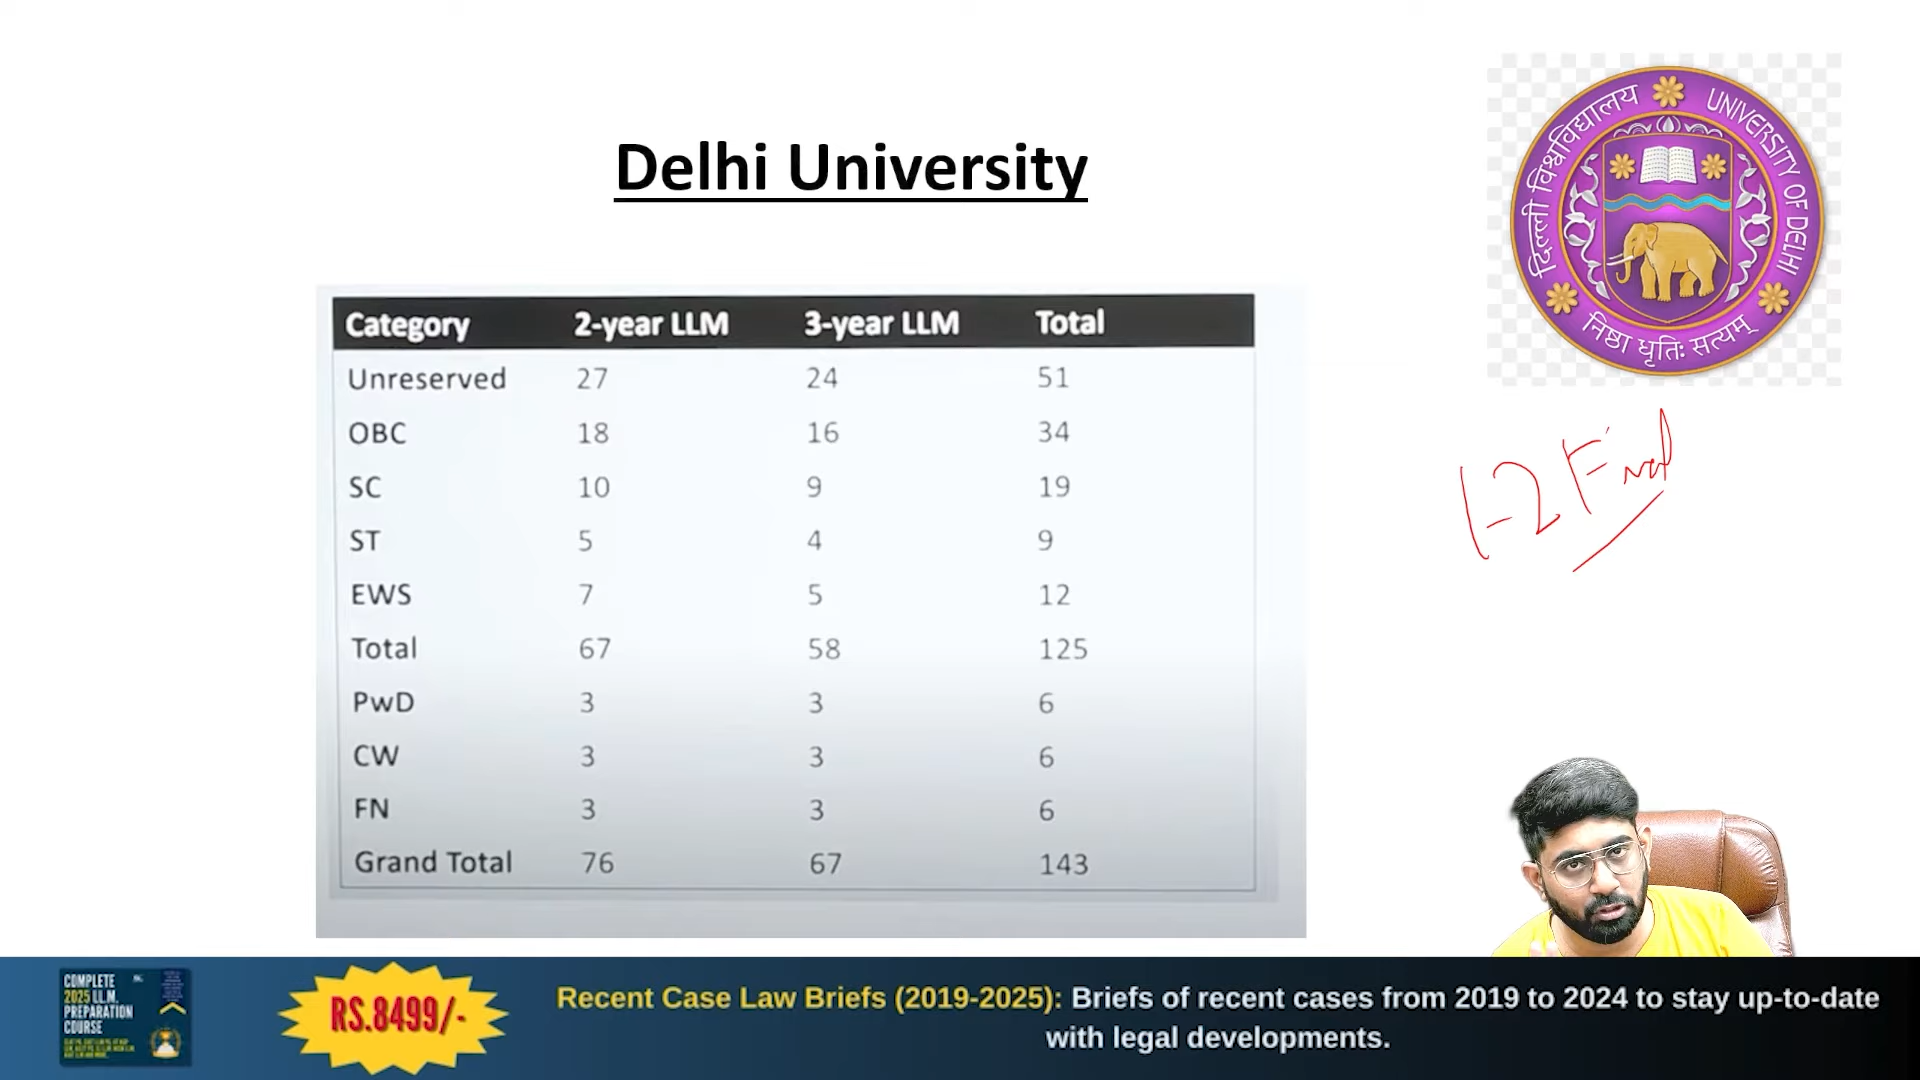 Delhi University
दिल्ली विश्वविद्यालय
UNIVERSITY OF DELHI
निष्ठा धृतिः सत्यम्
Category 2-year LLM 3-year LLM Total
Unreserved 27 24 51
OBC 18 16 34
SC 10 9 19
ST 5 4 9
EWS 7 5 12
Total 67 58 125
PwD 3 3 6
CW 3 3 6
FN 3 3 6
Grand Total 76 67 143
COMPLETE
2025 LL.M.
PREPARATION
COURSE
RS.8499/-
Recent Case Law Briefs (2019-2025): Briefs of recent cases from 2019 to 2024 to stay up-to-date
with legal developments.